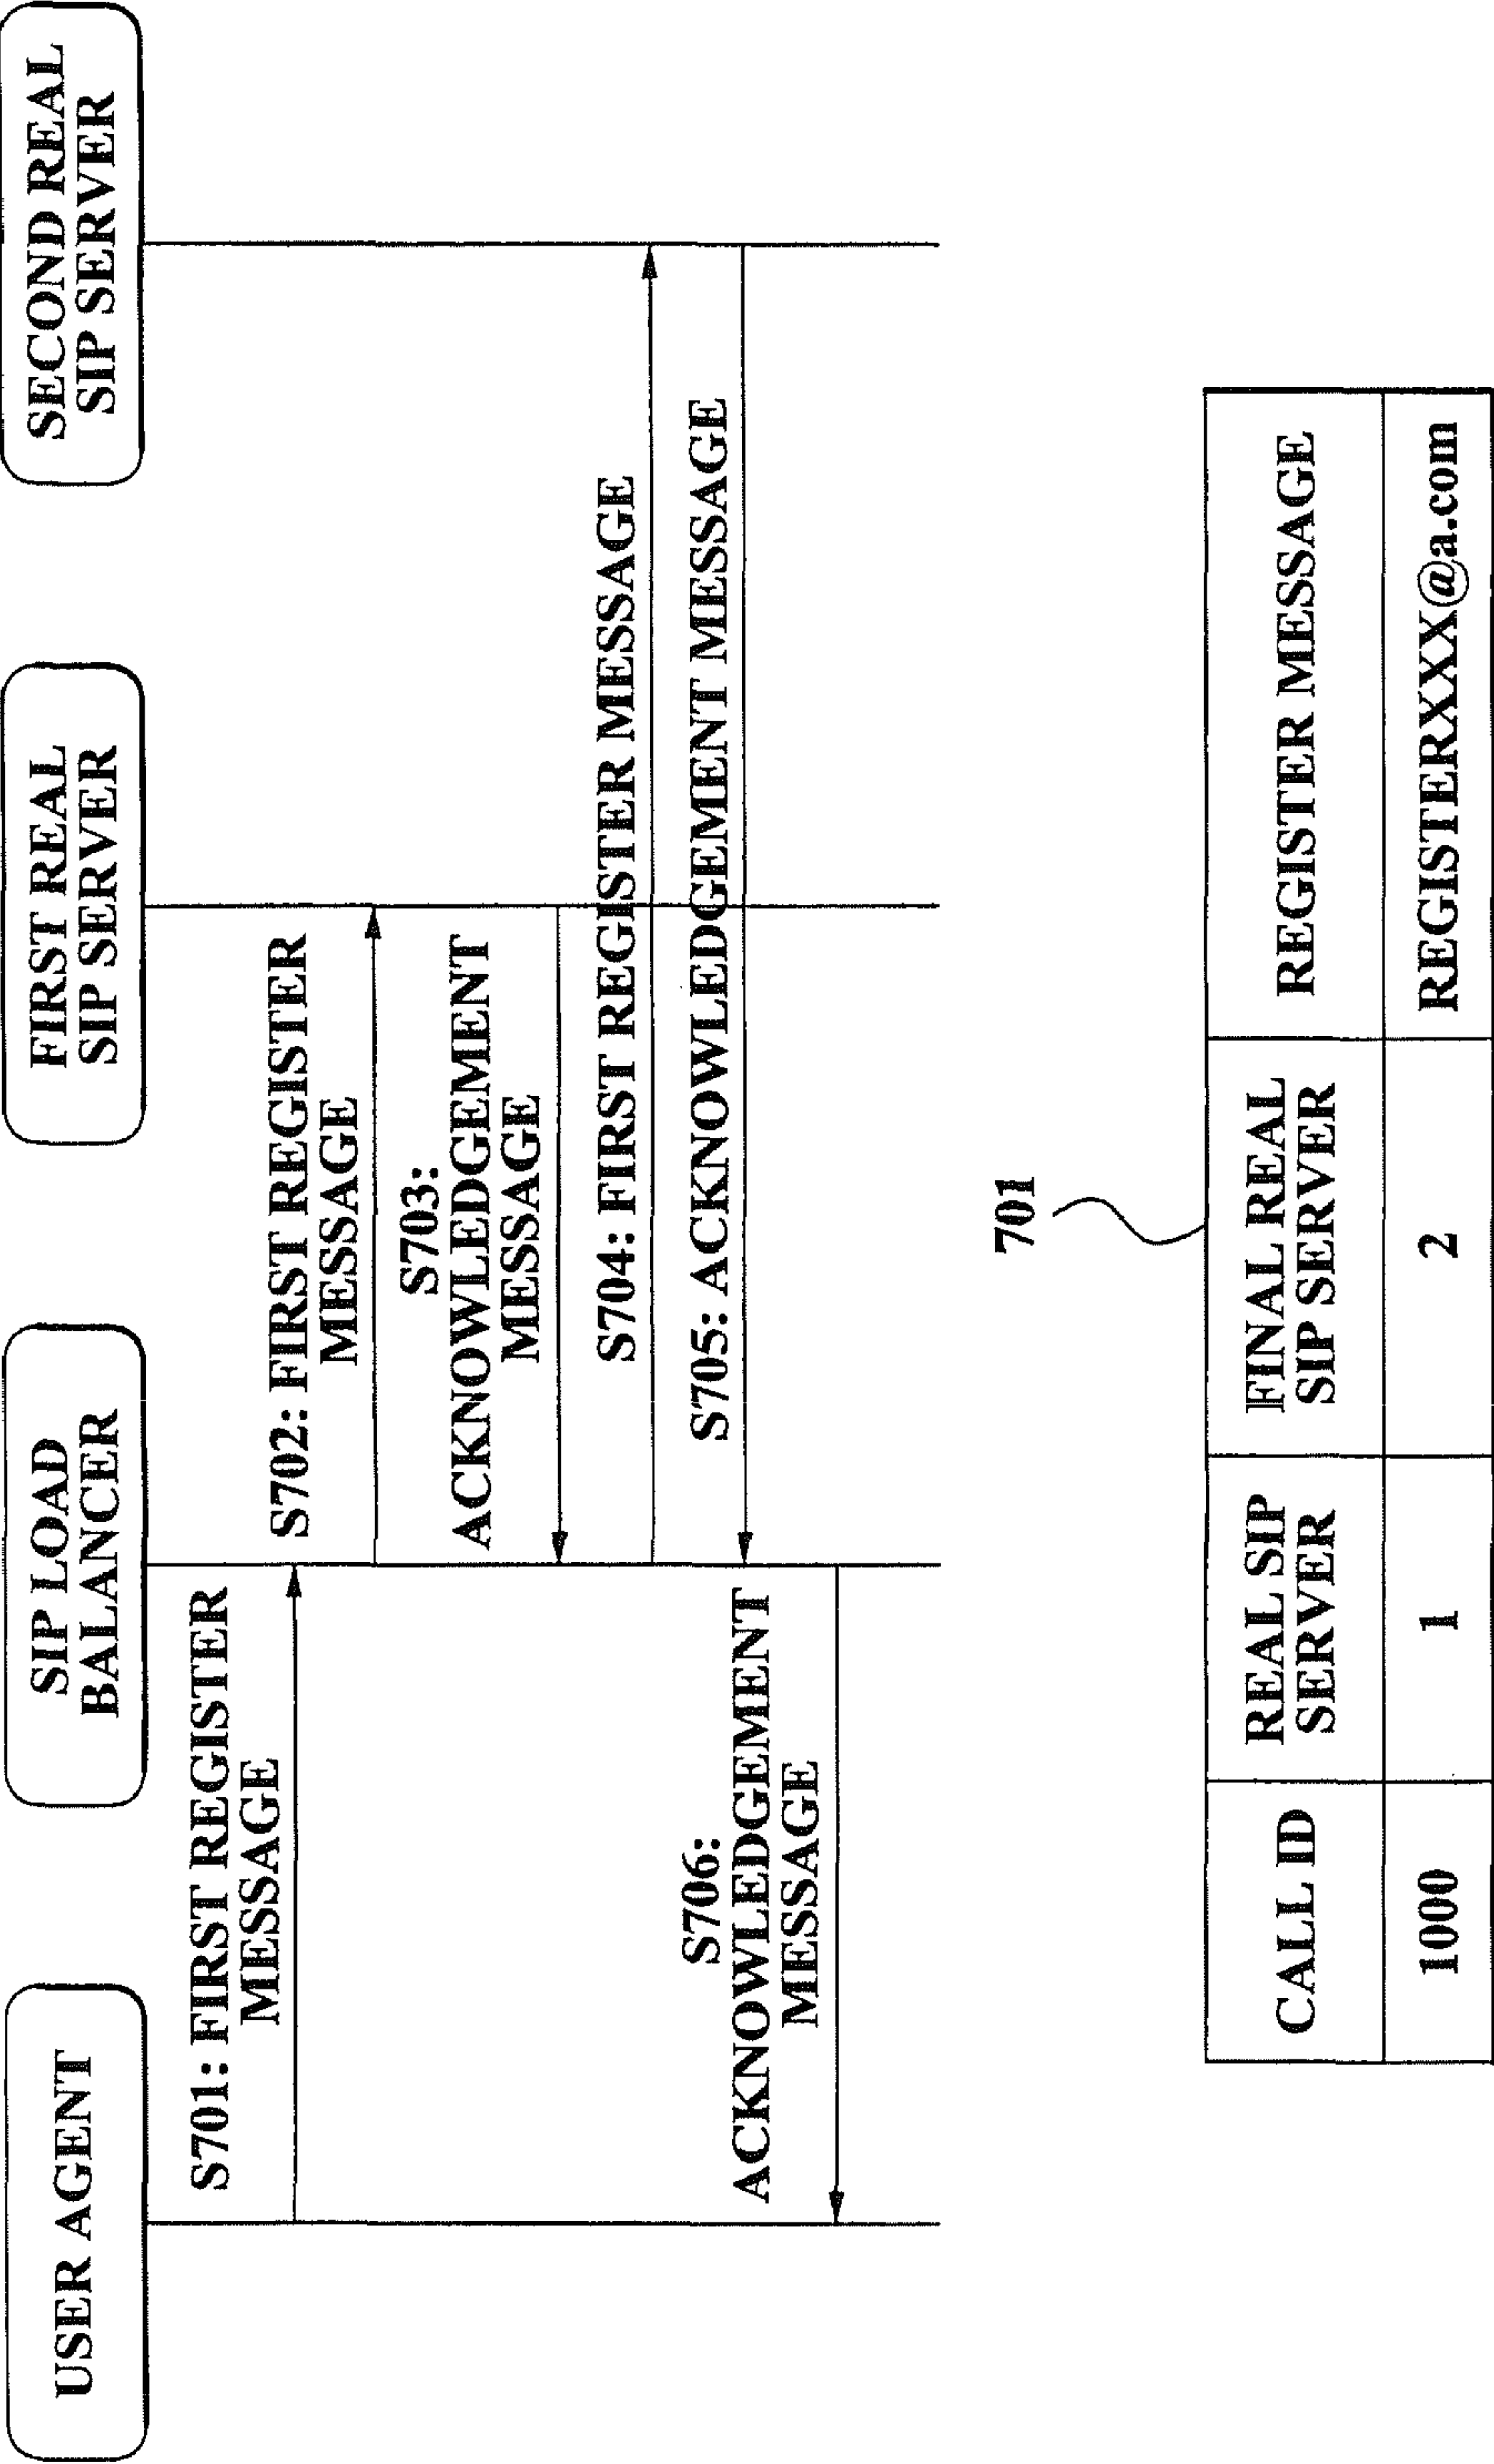 USER AGENT
SIP LOAD
BALANCER
FIRST REAL
SIP SERVER
SECOND REAL
SIP SERVER
S701: FIRST REGISTER
MESSAGE
S702: FIRST REGISTER
MESSAGE
S703:
ACKNOWLEDGEMENT
MESSAGE
S704: FIRST REGISTER MESSAGE
S705: ACKNOWLEDGEMENT MESSAGE
S706:
ACKNOWLEDGEMENT
MESSAGE
701
CALL ID
REAL SIP
SERVER
FINAL REAL
SIP SERVER
REGISTER MESSAGE
1000
1
2
REGISTERXXX@a.com